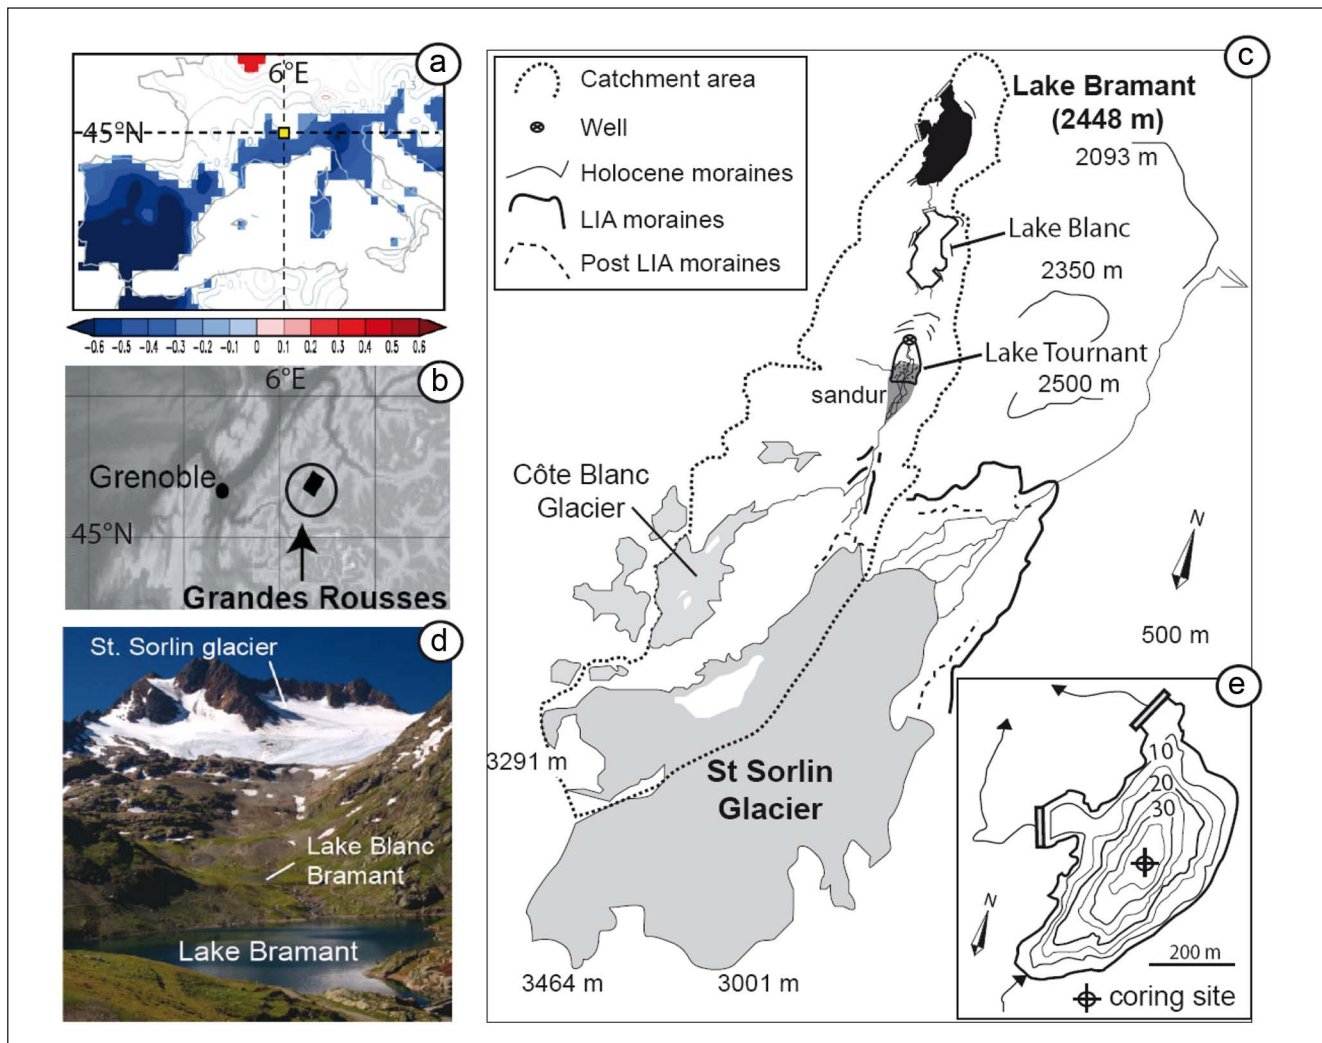 a
6°E
45°N
-0.6 -0.5 -0.4 -0.3 -0.2 -0.1 0 0.1 0.2 0.3 0.4 0.5 0.6
b
6°E
Grenoble
45°N
Grandes Rousses
d
St. Sorlin glacier
Lake Blanc
Bramant
Lake Bramant
c
Catchment area
Well
Holocene moraines
LIA moraines
Post LIA moraines
Lake Bramant
(2448 m)
2093 m
Lake Blanc
2350 m
Lake Tournant
2500 m
sandur
Côte Blanc
Glacier
N
500 m
3291 m
St Sorlin
Glacier
3464 m
3001 m
e
10
20
30
N
200 m
coring site